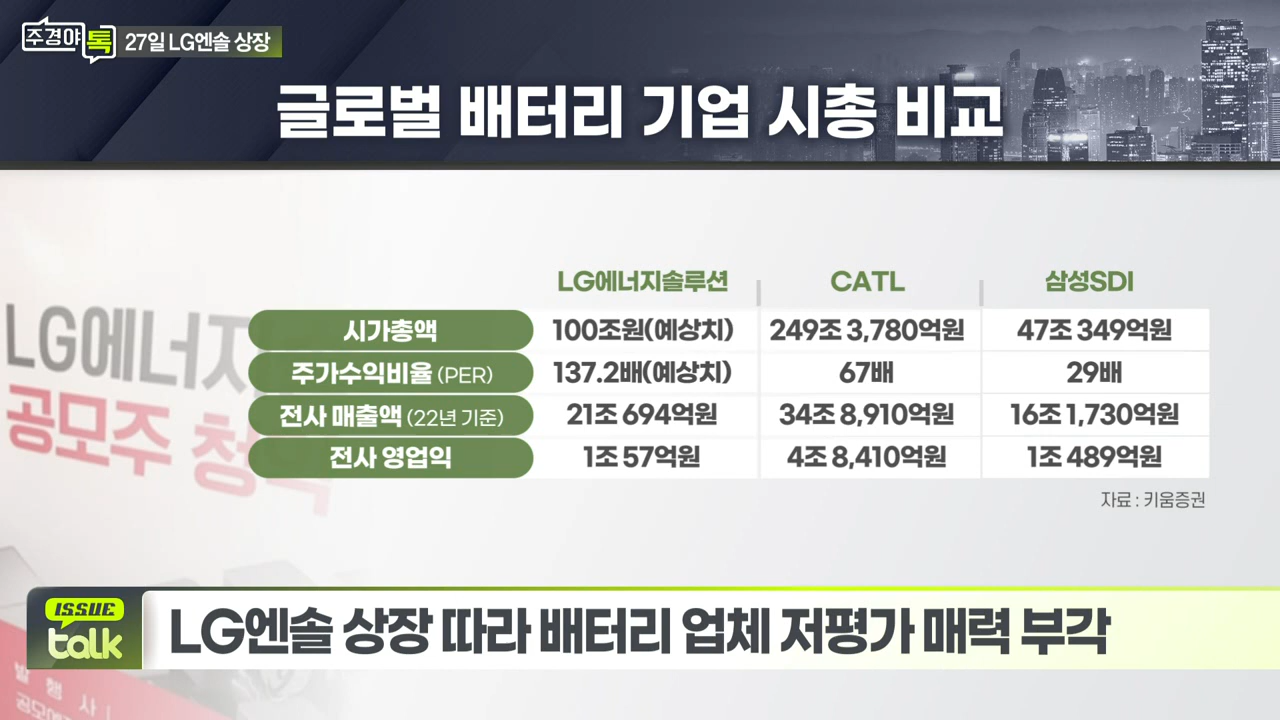 주경야톡 27일 LG엔솔 상장
글로벌 배터리 기업 시총 비교
LG에너지솔루션 CATL 삼성SDI
시가총액 100조원(예상치) 249조 3,780억원 47조 349억원
주가수익비율 (PER) 137.2배(예상치) 67배 29배
전사 매출액 (22년 기준) 21조 694억원 34조 8,910억원 16조 1,730억원
전사 영업익 1조 57억원 4조 8,410억원 1조 489억원
자료 : 키움증권
LG에너지
공모주 청약
ISSUE
talk
LG엔솔 상장 따라 배터리 업체 저평가 매력 부각
발 행 사